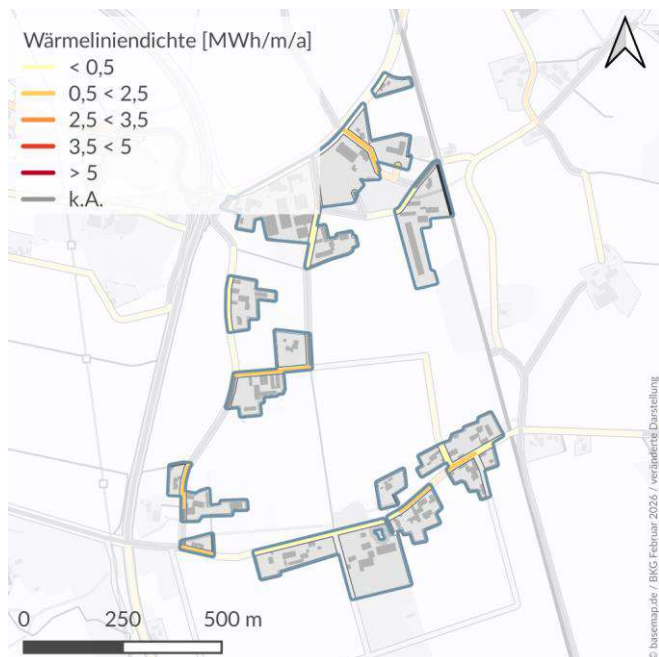 Wärmeliniendichte [MWh/m/a]
< 0,5
0,5 < 2,5
2,5 < 3,5
3,5 < 5
> 5
k.A.
0 250 500 m
© basemap.de / BKG Februar 2026 / veränderte Darstellung